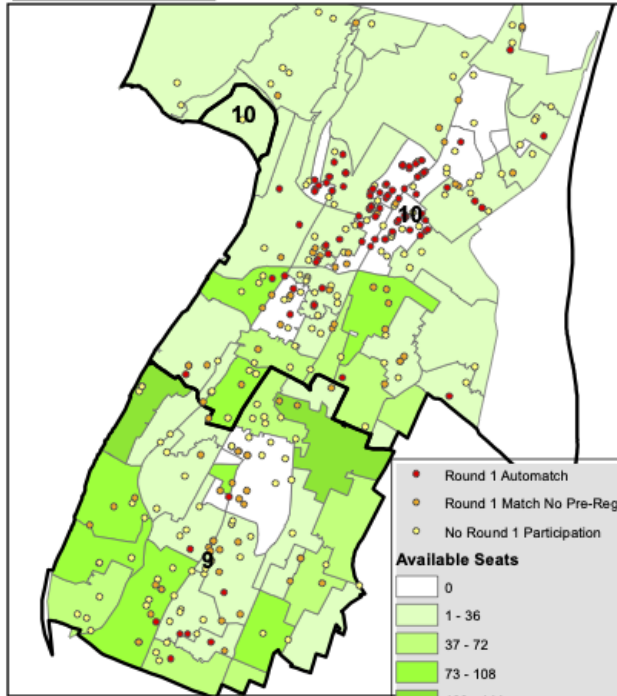 10
10
9
Round 1 Automatch
Round 1 Match No Pre-Reg
No Round 1 Participation
Available Seats
0
1 - 36
37 - 72
73 - 108